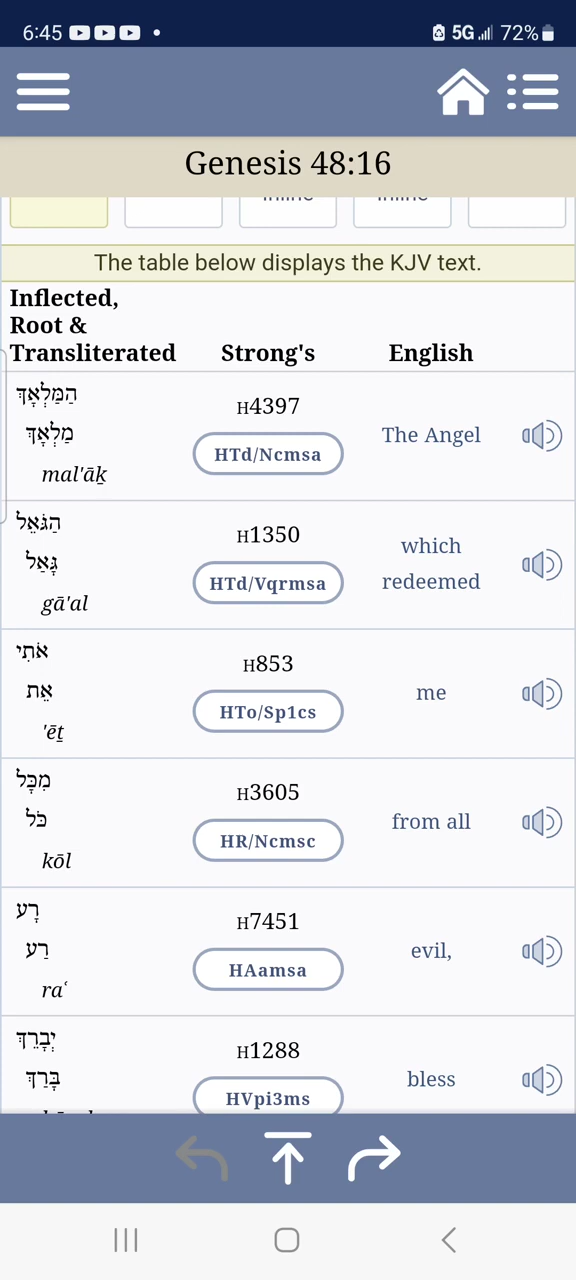 6:45 5G 72%
Genesis 48:16
The table below displays the KJV text.
Inflected,
Root &
Transliterated Strong's English
הַמַּלְאָךְ
מַלְאָךְ
mal'āḵ
H4397
HTd/Ncmsa
The Angel
הַגֹּאֵל
גָּאַל
gā'al
H1350
HTd/Vqrmsa
which
redeemed
אֹתִי
אֵת
'ēṯ
H853
HTo/Sp1cs
me
מִכָּל
כֹּל
kōl
H3605
HR/Ncmsc
from all
רָע
רַע
raʿ
H7451
HAamsa
evil,
יְבָרֵךְ
בָּרַךְ
H1288
HVpi3ms
bless